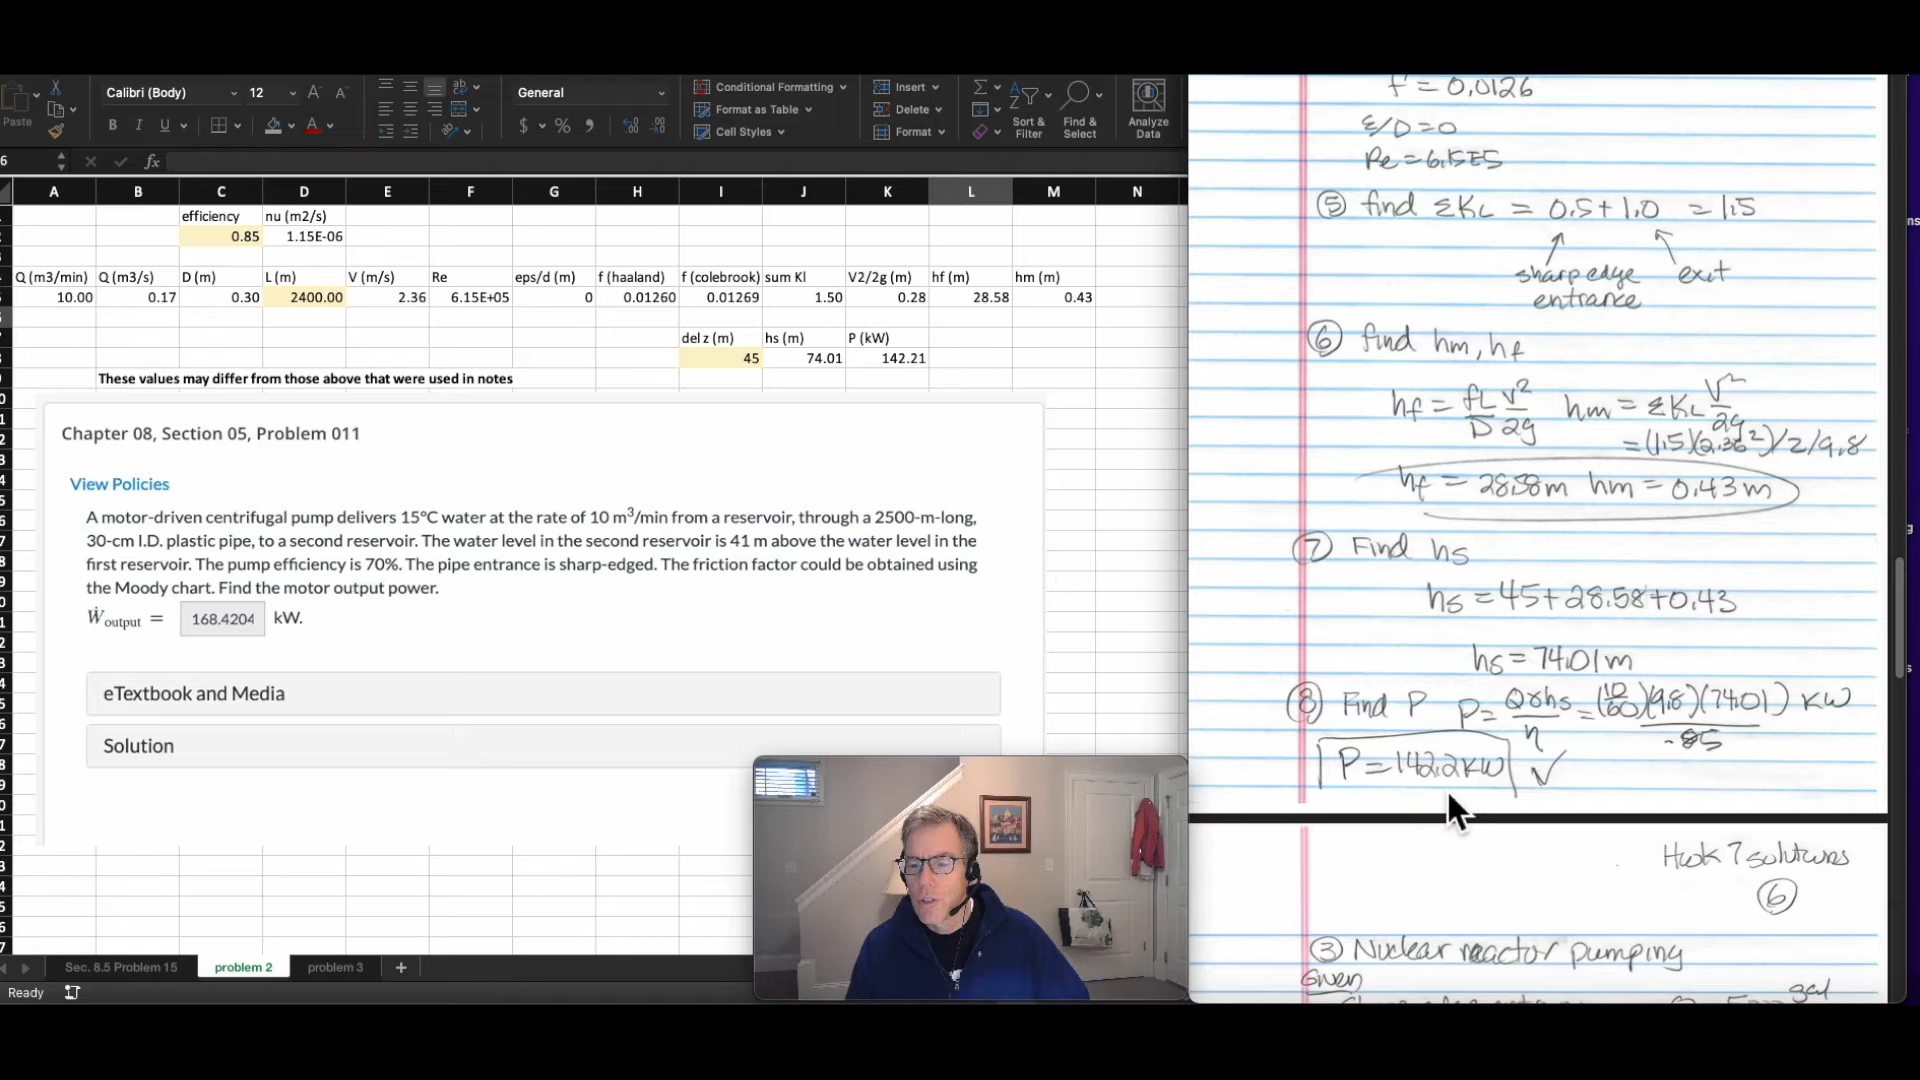 Calibri (Body)
12
General
Conditional Formatting
Insert
Format as Table
Delete
Cell Styles
Format
Sort &
Filter
Find &
Select
Analyze
Data
Paste
B
I
U
$
%
fx
A B C D E F G H I J K L M N
efficiency nu (m2/s)
0.85 1.15E-06
Q (m3/min) Q (m3/s) D (m) L (m) V (m/s) Re eps/d (m) f (haaland) f (colebrook) sum Kl V2/2g (m) hf (m) hm (m)
10.00 0.17 0.30 2400.00 2.36 6.15E+05 0 0.01260 0.01269 1.50 0.28 28.58 0.43
del z (m) hs (m) P (kW)
45 74.01 142.21
These values may differ from those above that were used in notes
Chapter 08, Section 05, Problem 011
View Policies
A motor-driven centrifugal pump delivers 15°C water at the rate of 10 m³/min from a reservoir, through a 2500-m-long,
30-cm I.D. plastic pipe, to a second reservoir. The water level in the second reservoir is 41 m above the water level in the
first reservoir. The pump efficiency is 70%. The pipe entrance is sharp-edged. The friction factor could be obtained using
the Moody chart. Find the motor output power.
Ẇoutput = 168.4204 kW.
eTextbook and Media
Solution
Sec. 8.5 Problem 15
problem 2
problem 3
+
Ready
f = 0.0126
ε/D = 0
Re = 6.15E5
⑤ find ΣKL = 0.5 + 1.0 = 1.5
sharp edge exit
entrance
⑥ find hm, hf
hf = fL/D V²/2g hm = ΣKL V²/2g
= (1.5)(2.36²)/2/9.8
hf = 28.58m hm = 0.43m
⑦ Find hs
hs = 45 + 28.58 + 0.43
hs = 74.01m
⑧ Find P P = Qγhs/η = (10/60)(9.8)(74.01)/.85 KW
P = 142.2KW ✓
Hwk 7 solutions
⑥
③ Nuclear reactor pumping
Given